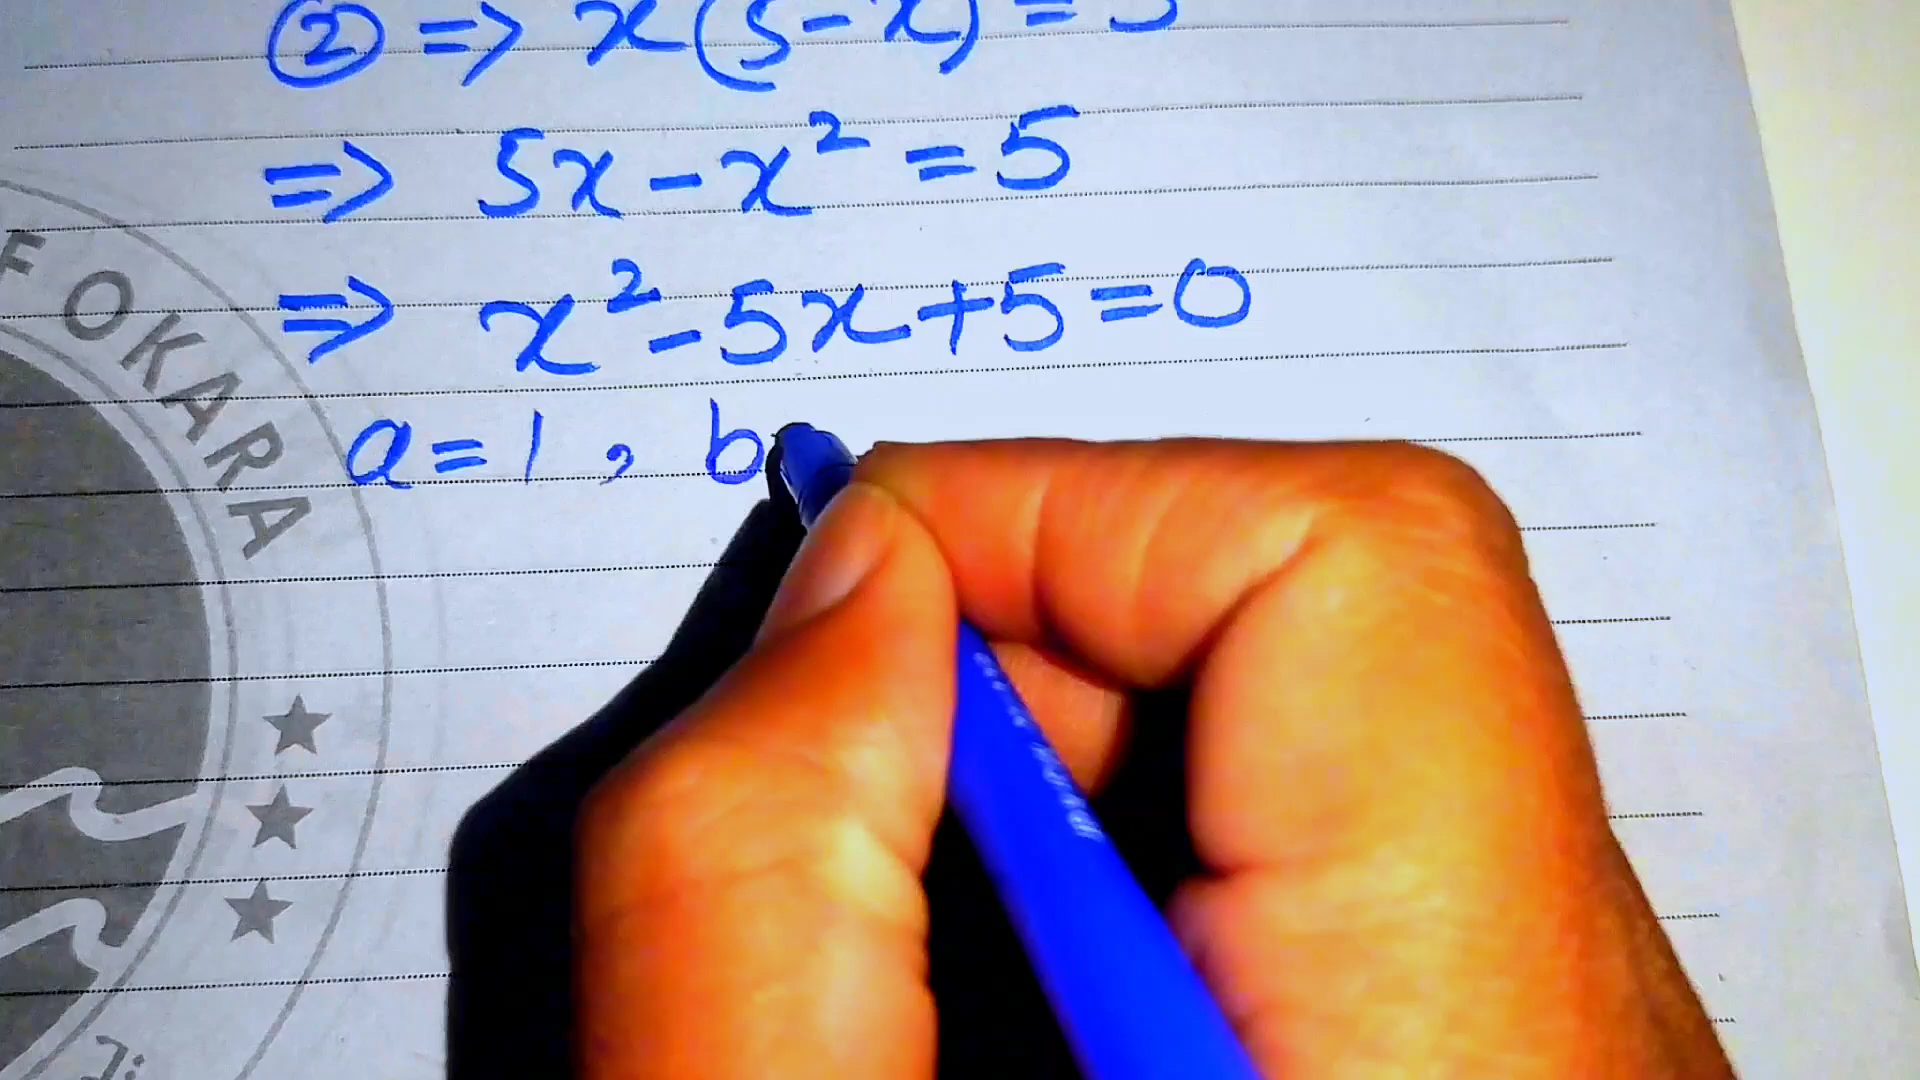 ② => x(5-x)=5
=> 5x-x²=5
=> x²-5x+5=0
a=1, b
F OKARA